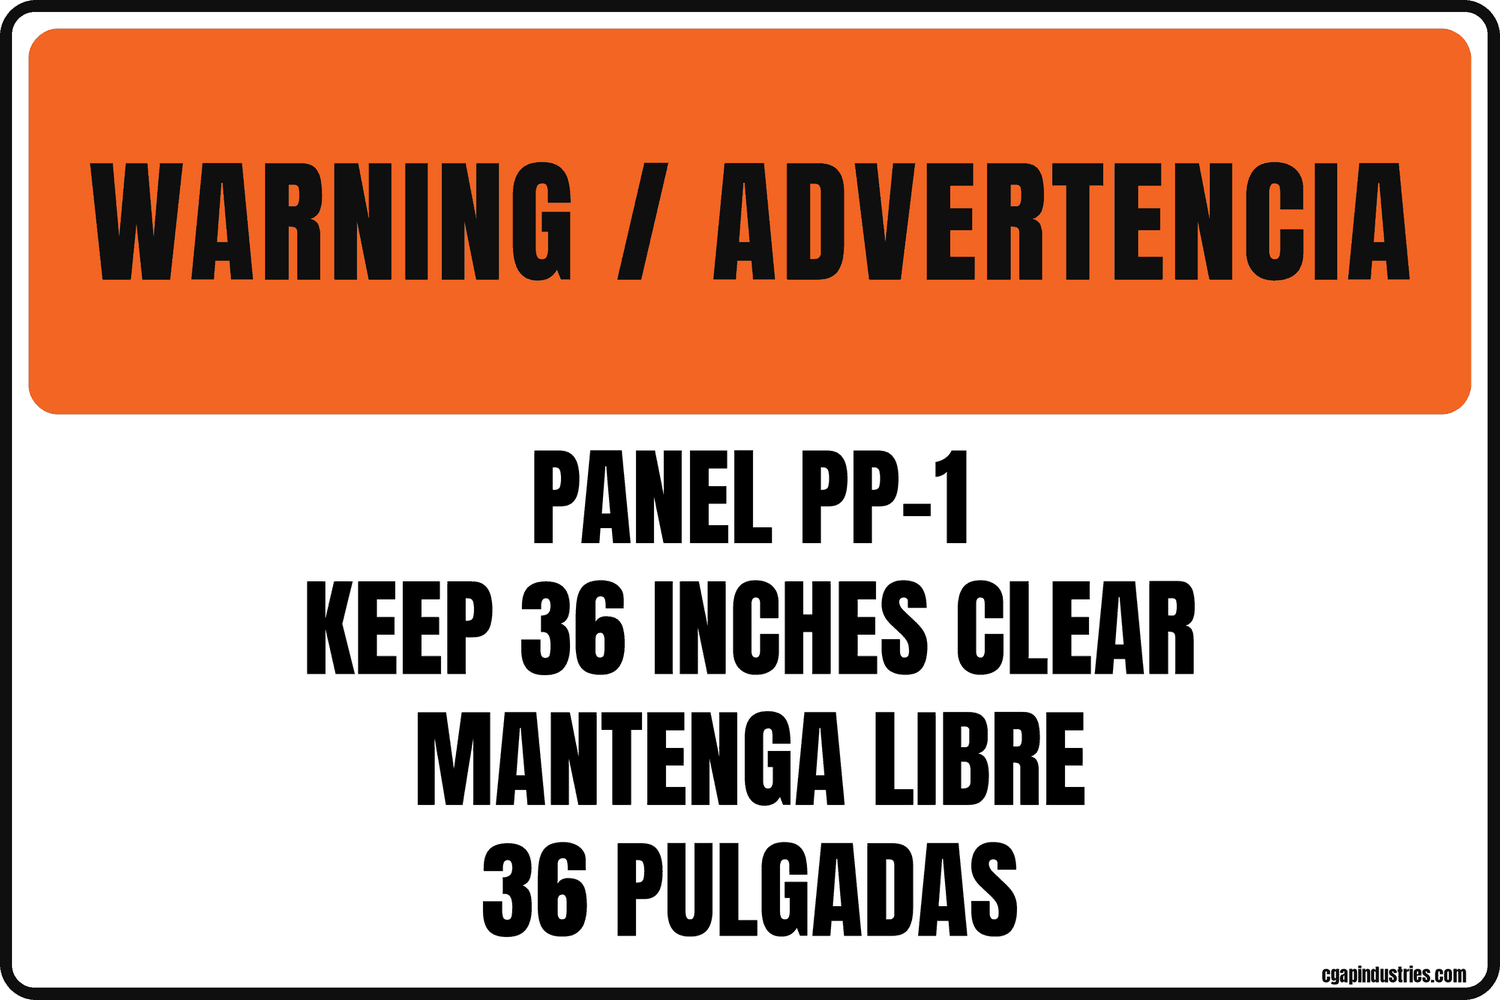 WARNING / ADVERTENCIA
PANEL PP-1
KEEP 36 INCHES CLEAR
MANTENGA LIBRE
36 PULGADAS
cgapindustries.com